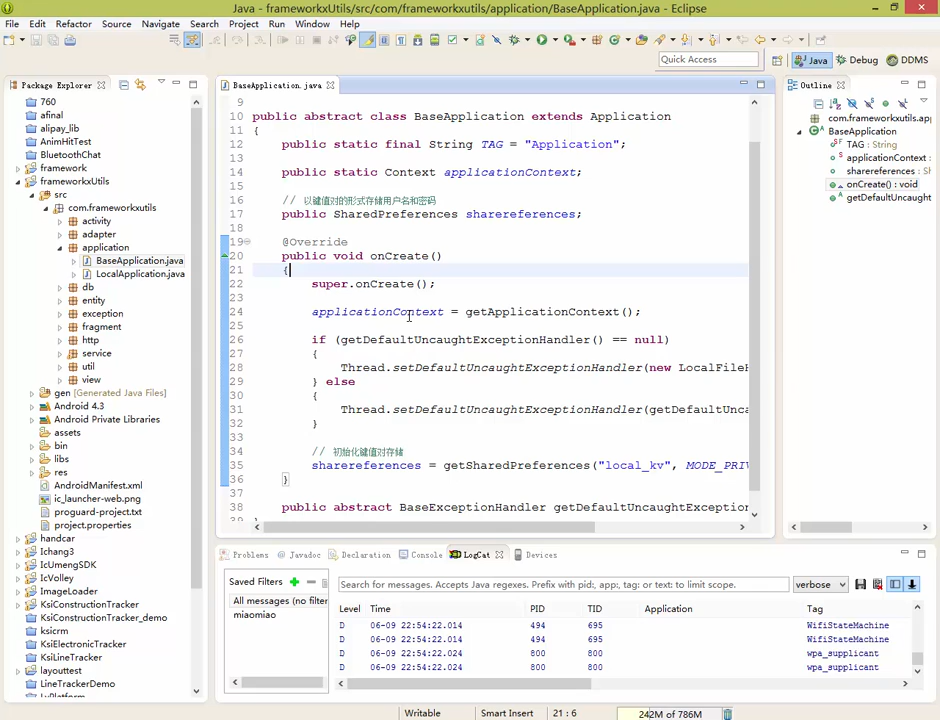 Java - frameworkxUtils/src/com/frameworkxutils/application/BaseApplication.java - Eclipse
File Edit Refactor Source Navigate Search Project Run Window Help
Quick Access
Java
Debug
DDMS
Package Explorer
760
afinal
alipay_lib
AnimHitTest
BluetoothChat
framework
frameworkxUtils
src
com.frameworkxutils
activity
adapter
application
BaseApplication.java
LocalApplication.java
db
entity
exception
fragment
http
service
util
view
gen [Generated Java Files]
Android 4.3
Android Private Libraries
assets
bin
libs
res
AndroidManifest.xml
ic_launcher-web.png
proguard-project.txt
project.properties
handcar
Ichang3
IcUmengSDK
IcVolley
ImageLoader
KsiConstructionTracker
KsiConstructionTracker_demo
ksicrm
KsiElectronicTracker
KsiLineTracker
layouttest
LineTrackerDemo
BaseApplication.java
9
10 public abstract class BaseApplication extends Application
11 {
12 public static final String TAG = "Application";
13
14 public static Context applicationContext;
15
16 // 以键值对的形式存储用户名和密码
17 public SharedPreferences sharereferences;
18
19 @Override
20 public void onCreate()
21 {
22 super.onCreate();
23
24 applicationContext = getApplicationContext();
25
26 if (getDefaultUncaughtExceptionHandler() == null)
27 {
28 Thread.setDefaultUncaughtExceptionHandler(new LocalFileH
29 } else
30 {
31 Thread.setDefaultUncaughtExceptionHandler(getDefaultUnca
32 }
33
34 // 初始化键值对存储
35 sharereferences = getSharedPreferences("local_kv", MODE_PRIV
36 }
37
38 public abstract BaseExceptionHandler getDefaultUncaughtException
Outline
com.frameworkxutils.app
BaseApplication
TAG : String
applicationContext :
sharereferences : Sh
onCreate() : void
getDefaultUncaught
Problems Javadoc Declaration Console LogCat Devices
Saved Filters
All messages (no filter
miaomiao
Search for messages. Accepts Java regexes. Prefix with pid:, app:, tag: or text: to limit scope.
verbose
Level Time PID TID Application Tag
D 06-09 22:54:22.014 494 695 WifiStateMachine
D 06-09 22:54:22.014 494 695 WifiStateMachine
D 06-09 22:54:22.024 800 800 wpa_supplicant
D 06-09 22:54:22.024 800 800 wpa_supplicant
Writable Smart Insert 21 : 6 242M of 786M